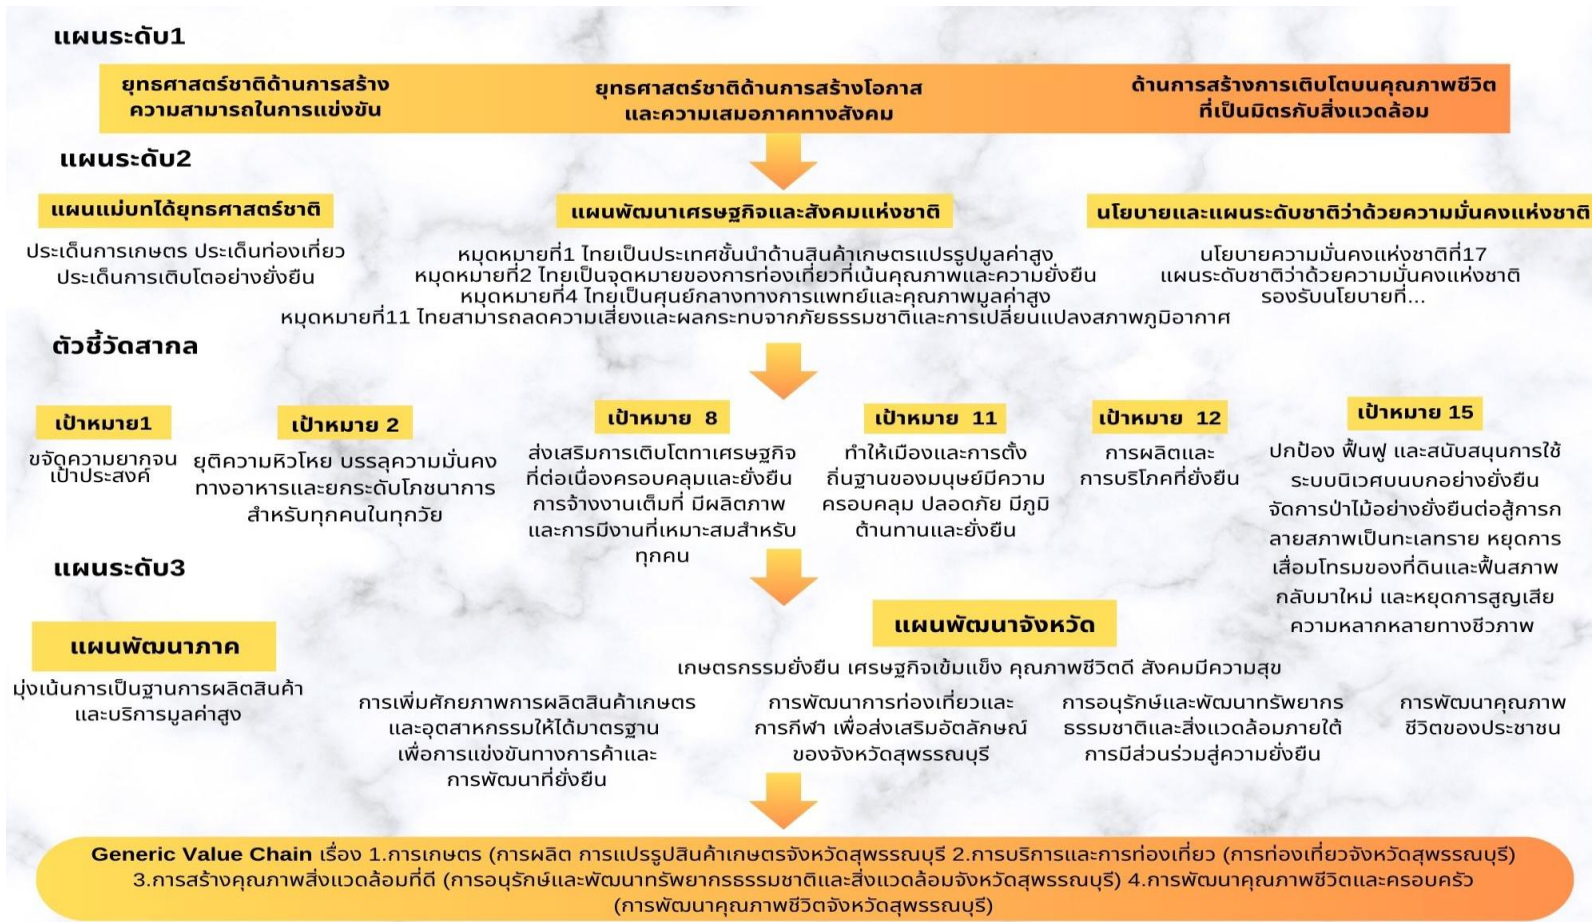 แผนระดับ1
ยุทธศาสตร์ชาติด้านการสร้าง
ความสามารถในการแข่งขัน
ยุทธศาสตร์ชาติด้านการสร้างโอกาส
และความเสมอภาคทางสังคม
ด้านการสร้างการเติบโตบนคุณภาพชีวิต
ที่เป็นมิตรกับสิ่งแวดล้อม
แผนระดับ2
แผนแม่บทได้ยุทธศาสตร์ชาติ
ประเด็นการเกษตร ประเด็นท่องเที่ยว
ประเด็นการเติบโตอย่างยั่งยืน
แผนพัฒนาเศรษฐกิจและสังคมแห่งชาติ
หมุดหมายที่1 ไทยเป็นประเทศชั้นนำด้านสินค้าเกษตรแปรรูปมูลค่าสูง
หมุดหมายที่2 ไทยเป็นจุดหมายของการท่องเที่ยวที่เน้นคุณภาพและความยั่งยืน
หมุดหมายที่4 ไทยเป็นศูนย์กลางทางการแพทย์และคุณภาพมูลค่าสูง
หมุดหมายที่11 ไทยสามารถลดความเสี่ยงและผลกระทบจากภัยธรรมชาติและการเปลี่ยนแปลงสภาพภูมิอากาศ
นโยบายและแผนระดับชาติว่าด้วยความมั่นคงแห่งชาติ
นโยบายความมั่นคงแห่งชาติที่17
แผนระดับชาติว่าด้วยความมั่นคงแห่งชาติ
รองรับนโยบายที่...
ตัวชี้วัดสากล
เป้าหมาย1
ขจัดความยากจน
เป้าประสงค์
เป้าหมาย 2
ยุติความหิวโหย บรรลุความมั่นคง
ทางอาหารและยกระดับโภชนาการ
สำหรับทุกคนในทุกวัย
เป้าหมาย 8
ส่งเสริมการเติบโตทาเศรษฐกิจ
ที่ต่อเนื่องครอบคลุมและยั่งยืน
การจ้างงานเต็มที่ มีผลิตภาพ
และการมีงานที่เหมาะสมสำหรับ
ทุกคน
เป้าหมาย 11
ทำให้เมืองและการตั้ง
ถิ่นฐานของมนุษย์มีความ
ครอบคลุม ปลอดภัย มีภูมิ
ต้านทานและยั่งยืน
เป้าหมาย 12
การผลิตและ
การบริโภคที่ยั่งยืน
เป้าหมาย 15
ปกป้อง ฟื้นฟู และสนับสนุนการใช้
ระบบนิเวศบนบกอย่างยั่งยืน
จัดการป่าไม้อย่างยั่งยืนต่อสู้การก
ลายสภาพเป็นทะเลทราย หยุดการ
เสื่อมโทรมของที่ดินและฟื้นสภาพ
กลับมาใหม่ และหยุดการสูญเสีย
ความหลากหลายทางชีวภาพ
แผนระดับ3
แผนพัฒนาภาค
มุ่งเน้นการเป็นฐานการผลิตสินค้า
และบริการมูลค่าสูง
แผนพัฒนาจังหวัด
เกษตรกรรมยั่งยืน เศรษฐกิจเข้มแข็ง คุณภาพชีวิตดี สังคมมีความสุข
การเพิ่มศักยภาพการผลิตสินค้าเกษตร
และอุตสาหกรรมให้ได้มาตรฐาน
เพื่อการแข่งขันทางการค้าและ
การพัฒนาที่ยั่งยืน
การพัฒนาการท่องเที่ยวและ
การกีฬา เพื่อส่งเสริมอัตลักษณ์
ของจังหวัดสุพรรณบุรี
การอนุรักษ์และพัฒนาทรัพยากร
ธรรมชาติและสิ่งแวดล้อมภายใต้
การมีส่วนร่วมสู่ความยั่งยืน
การพัฒนาคุณภาพ
ชีวิตของประชาชน
Generic Value Chain เรื่อง 1.การเกษตร (การผลิต การแปรรูปสินค้าเกษตรจังหวัดสุพรรณบุรี 2.การบริการและการท่องเที่ยว (การท่องเที่ยวจังหวัดสุพรรณบุรี)
3.การสร้างคุณภาพสิ่งแวดล้อมที่ดี (การอนุรักษ์และพัฒนาทรัพยากรธรรมชาติและสิ่งแวดล้อมจังหวัดสุพรรณบุรี) 4.การพัฒนาคุณภาพชีวิตและครอบครัว
(การพัฒนาคุณภาพชีวิตจังหวัดสุพรรณบุรี)